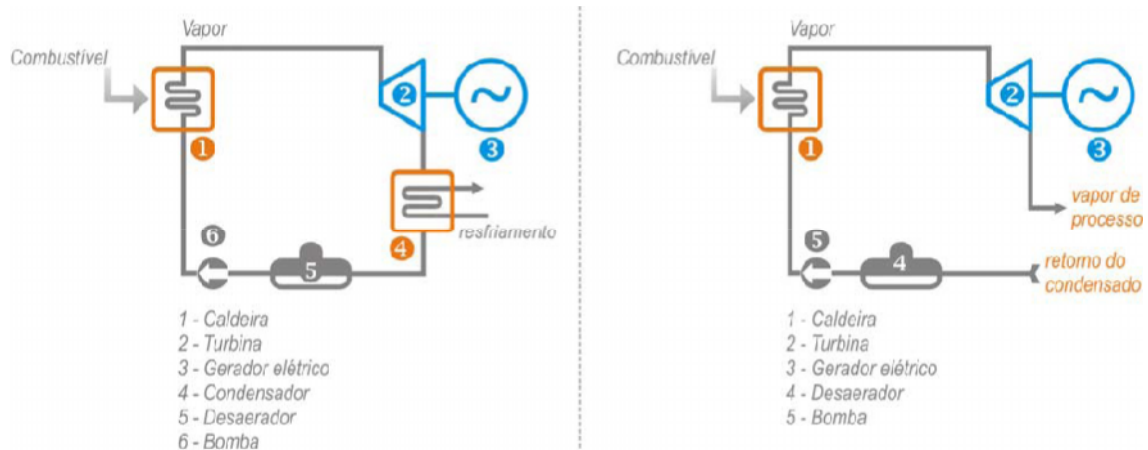 Vapor
Combustível
2
3
1
4
resfriamento
6
5
1 - Caldeira
2 - Turbina
3 - Gerador elétrico
4 - Condensador
5 - Desaerador
6 - Bomba
Vapor
Combustível
2
3
1
vapor de
processo
5
4
retorno do
condensado
1 - Caldeira
2 - Turbina
3 - Gerador elétrico
4 - Desaerador
5 - Bomba